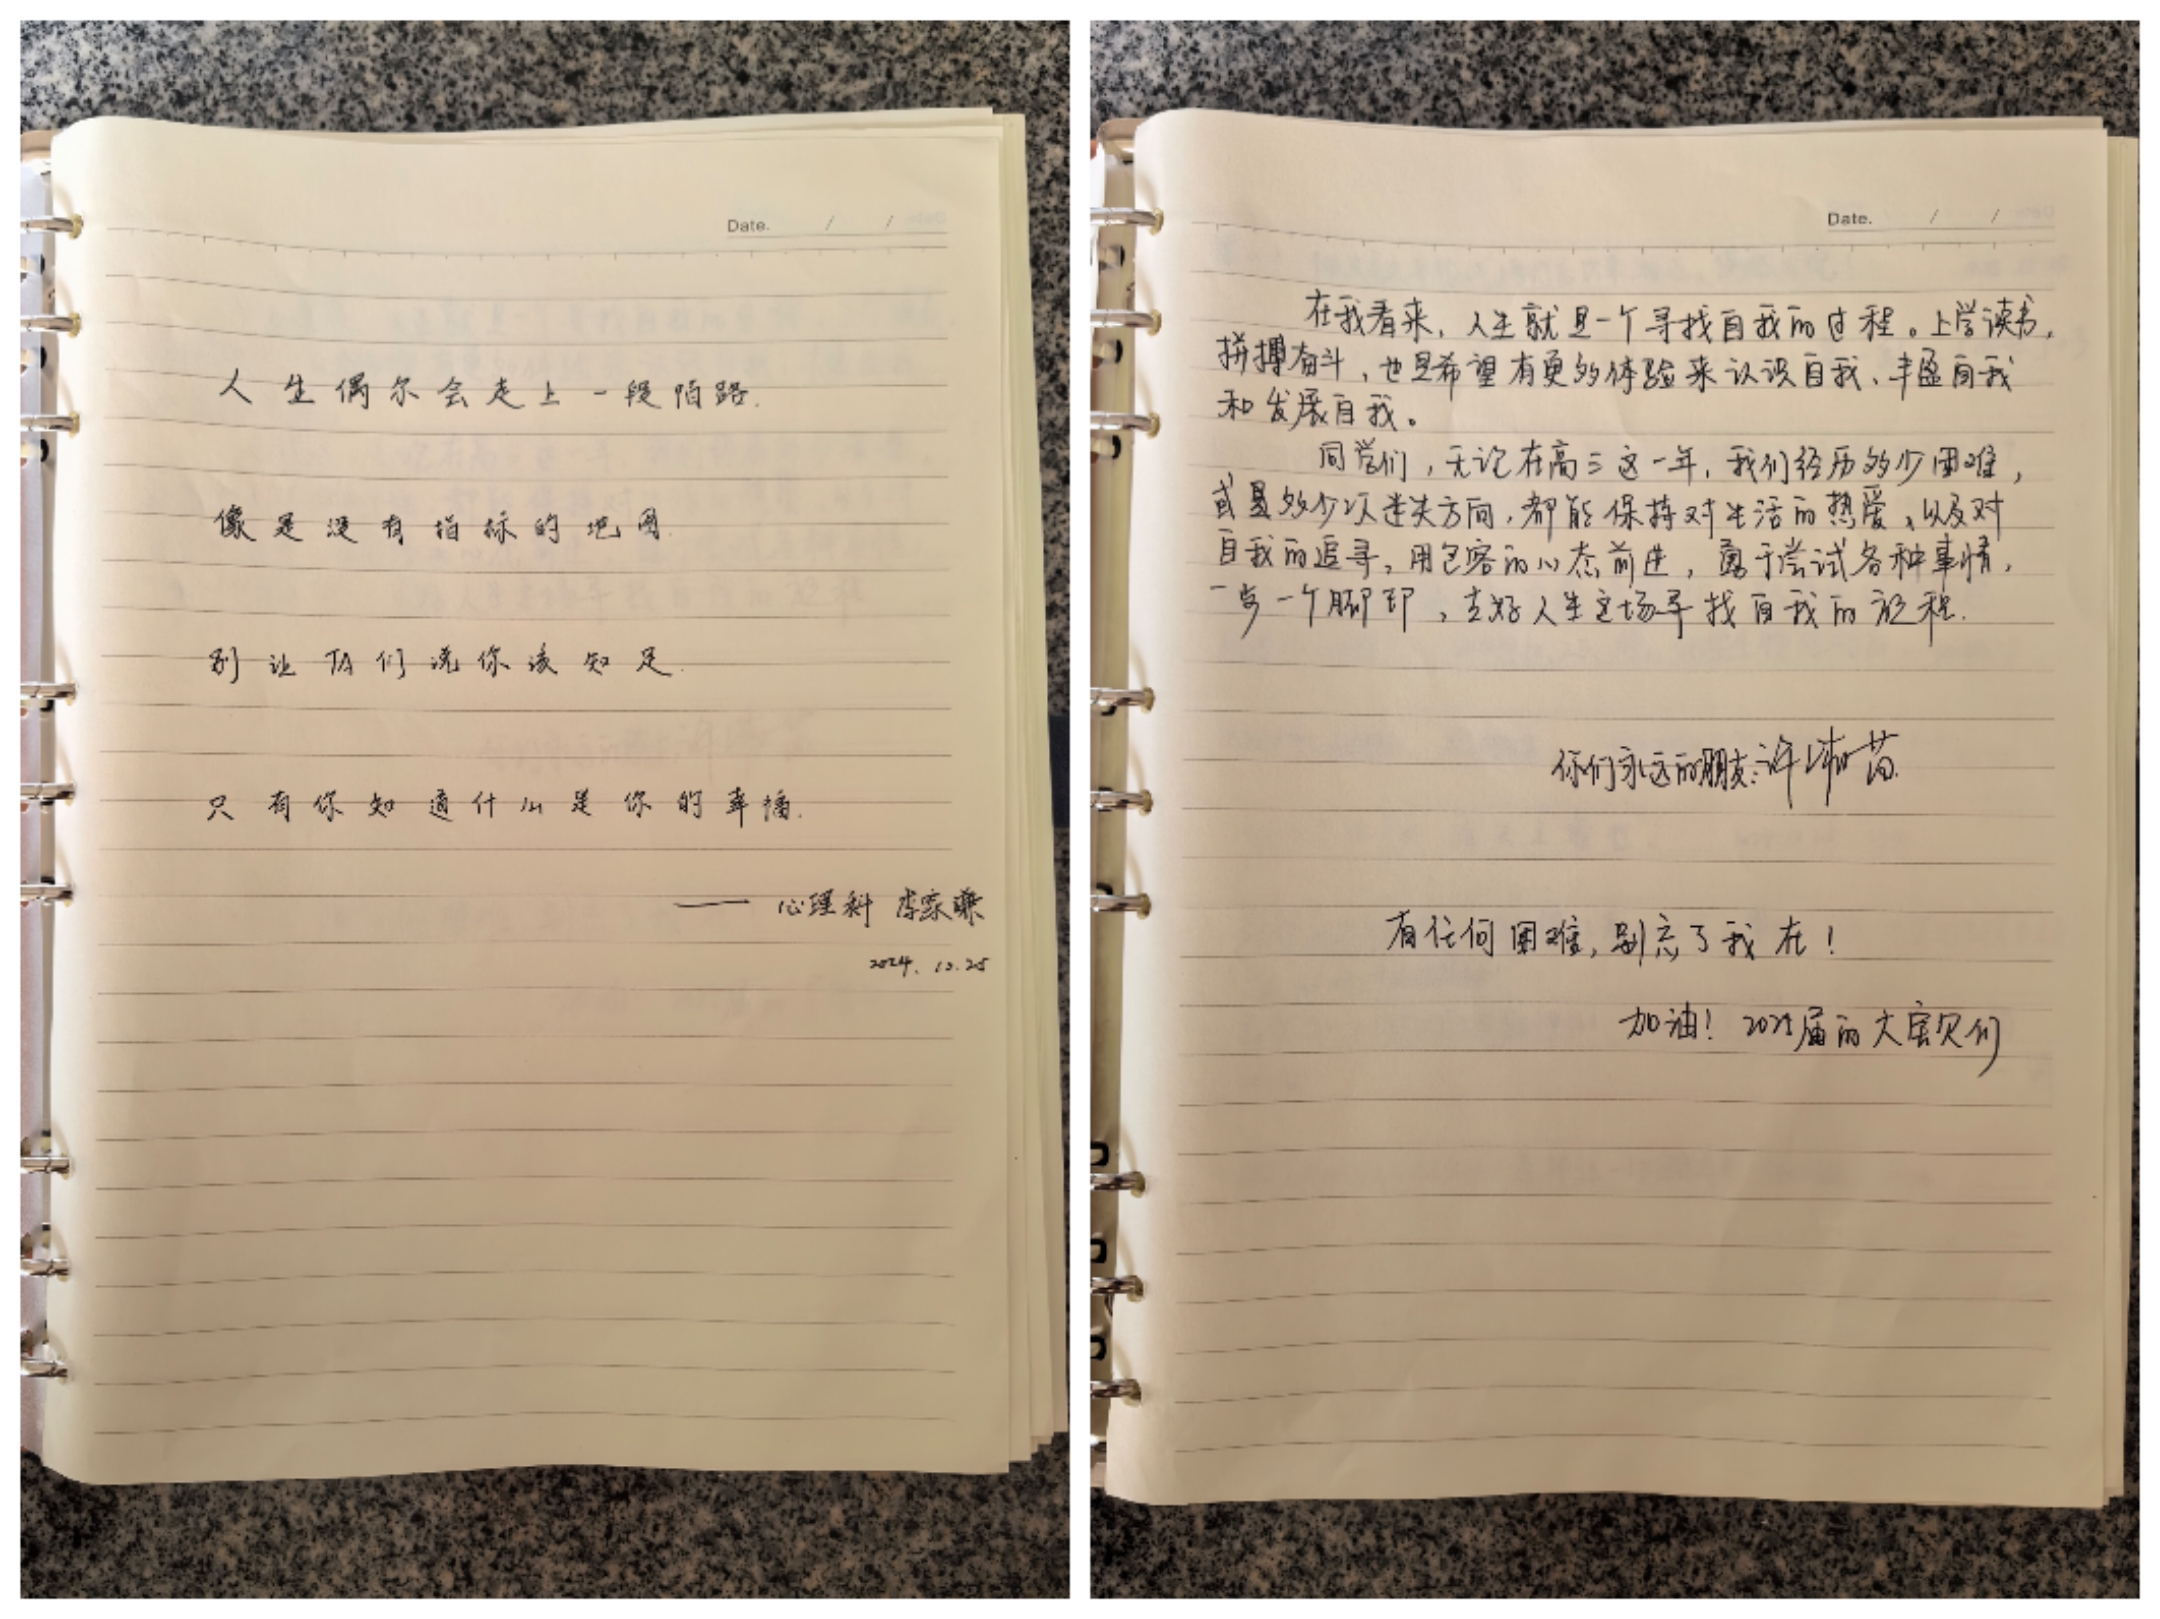 Date. / /
人生偶尔会走上一段陌路.
像是没有指标的地图.
别让TA们说你该知足.
只有你知道什么是你的幸福.
—— 心理科 李家
2024.10.25
Date. / /
在我看来，人生就是一个寻找自我的过程。上学读书，
拼搏奋斗，也是希望有更多体验来认识自我、丰盈自我
和发展自我。
同学们，无论在高三这一年，我们经历多少困难，
或是多少次迷失方向，都能保持对生活的热爱、以及对
自我的追寻，用包容的心态前进，勇于尝试各种事情，
一步一个脚印，走好人生这场寻找自我的旅程.
你们永远的朋友：许 苗
有任何困难，别忘了我在！
加油！2025届的大宝贝们